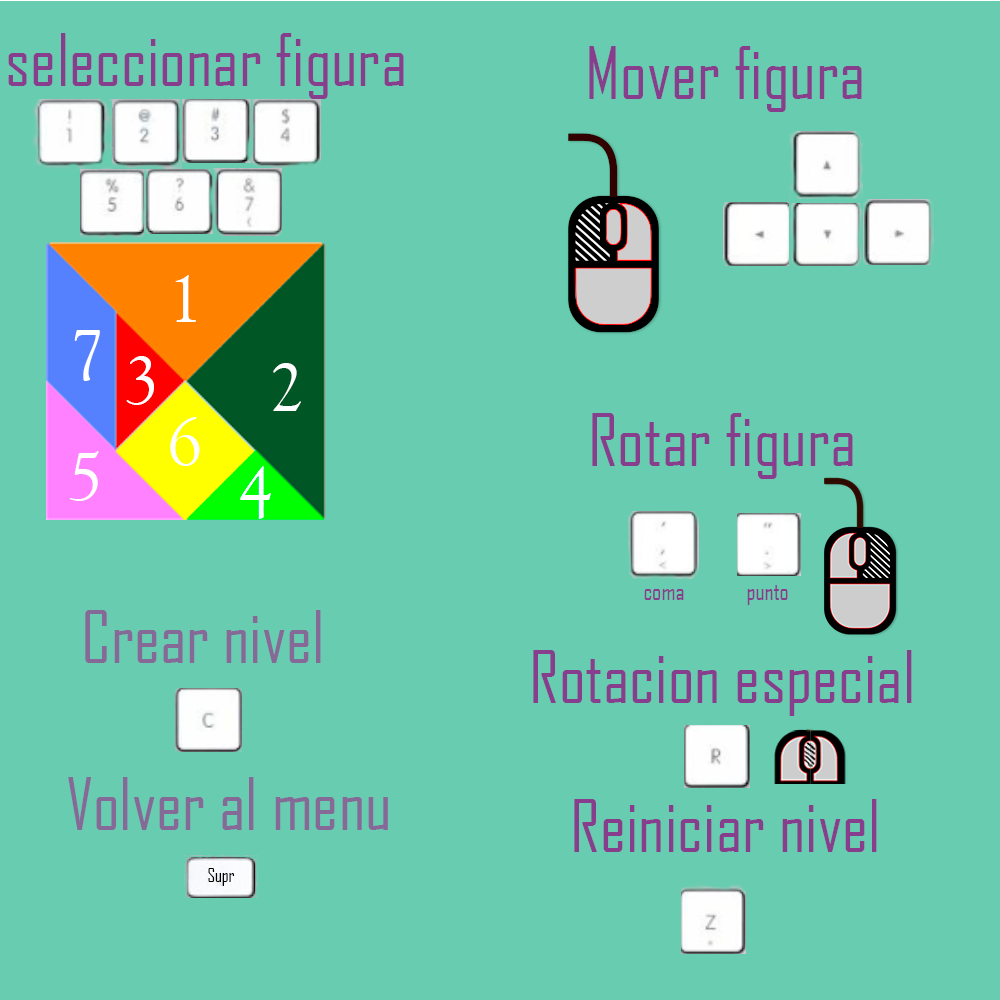 seleccionar figura
! @ # $
1 2 3 4
% ? &
5 6 7
(
1
7 3 2
6
5 4
Crear nivel
C
Volver al menu
Supr
Mover figura
Rotar figura
' "
, .
< >
coma punto
Rotacion especial
R
Reiniciar nivel
Z